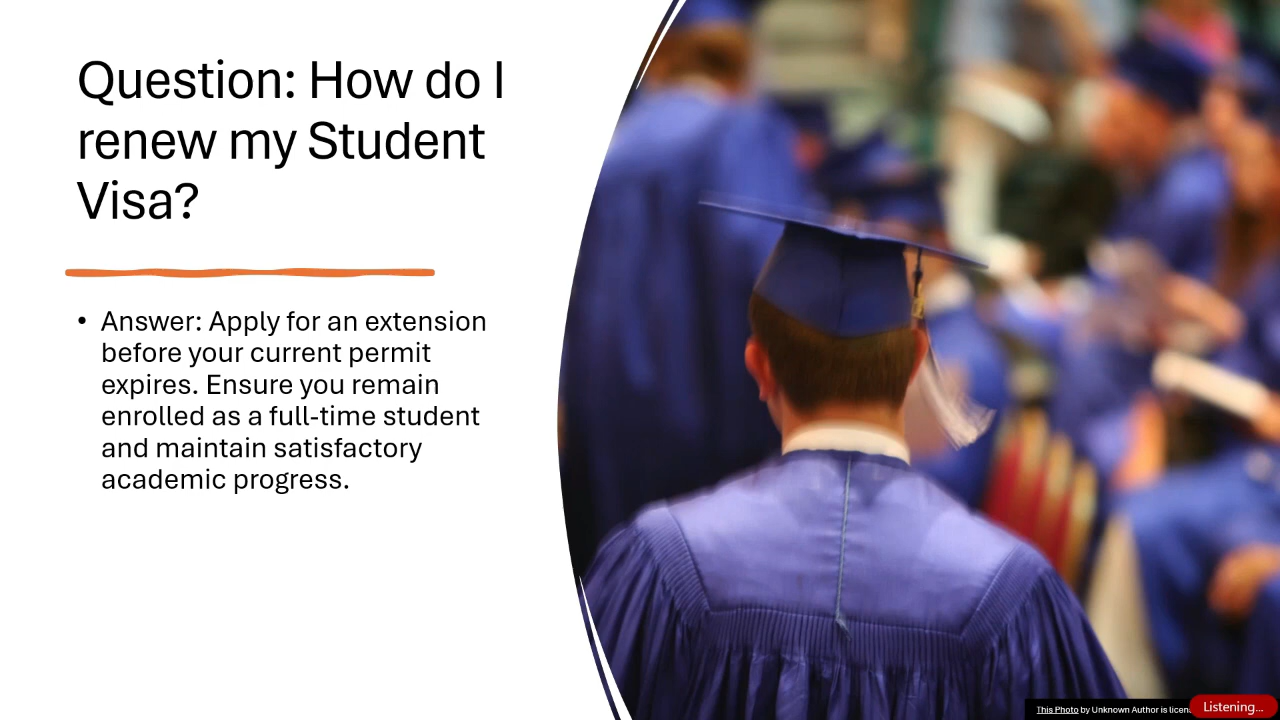 Question: How do I
renew my Student
Visa?
• Answer: Apply for an extension
before your current permit
expires. Ensure you remain
enrolled as a full-time student
and maintain satisfactory
academic progress.
This Photo by Unknown Author is
Listening...